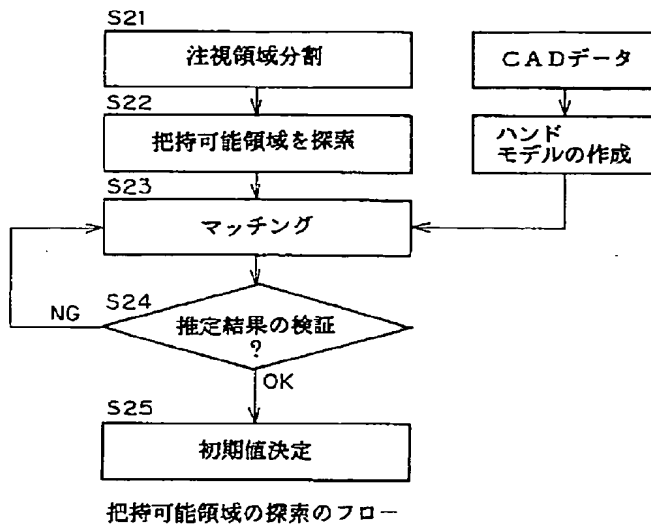 S21
注視領域分割
CADデータ
S22
把持可能領域を探索
ハンド
モデルの作成
S23
マッチング
S24
NG
推定結果の検証
?
OK
S25
初期値決定
把持可能領域の探索のフロー